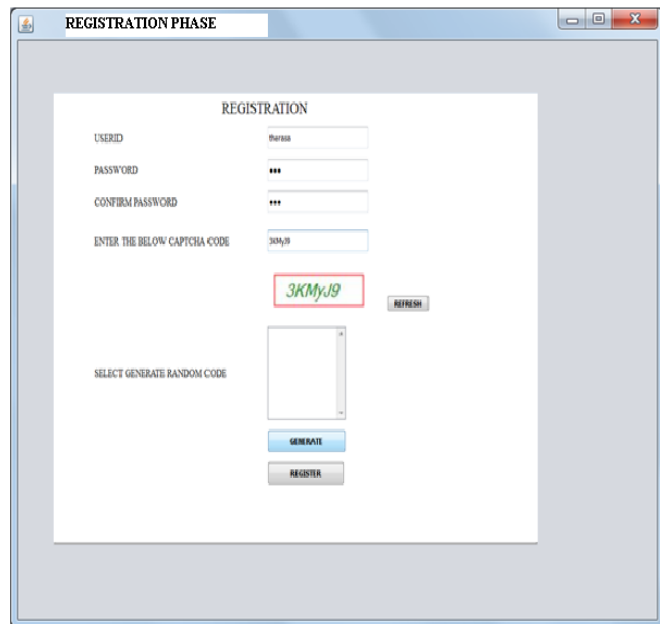 REGISTRATION PHASE
REGISTRATION
USERID therasa
PASSWORD •••
CONFIRM PASSWORD •••
ENTER THE BELOW CAPTCHA CODE 3KMyJ9
3KMyJ9
REFRESH
SELECT GENERATE RANDOM CODE
GENERATE
REGISTER